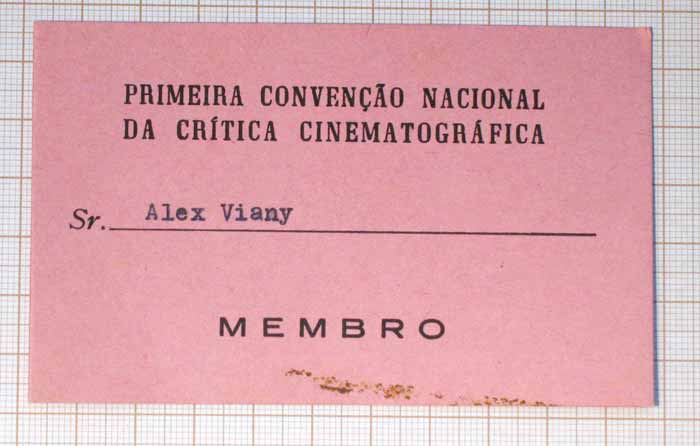 PRIMEIRA CONVENÇÃO NACIONAL
DA CRÍTICA CINEMATOGRÁFICA
Sr. Alex Viany
MEMBRO